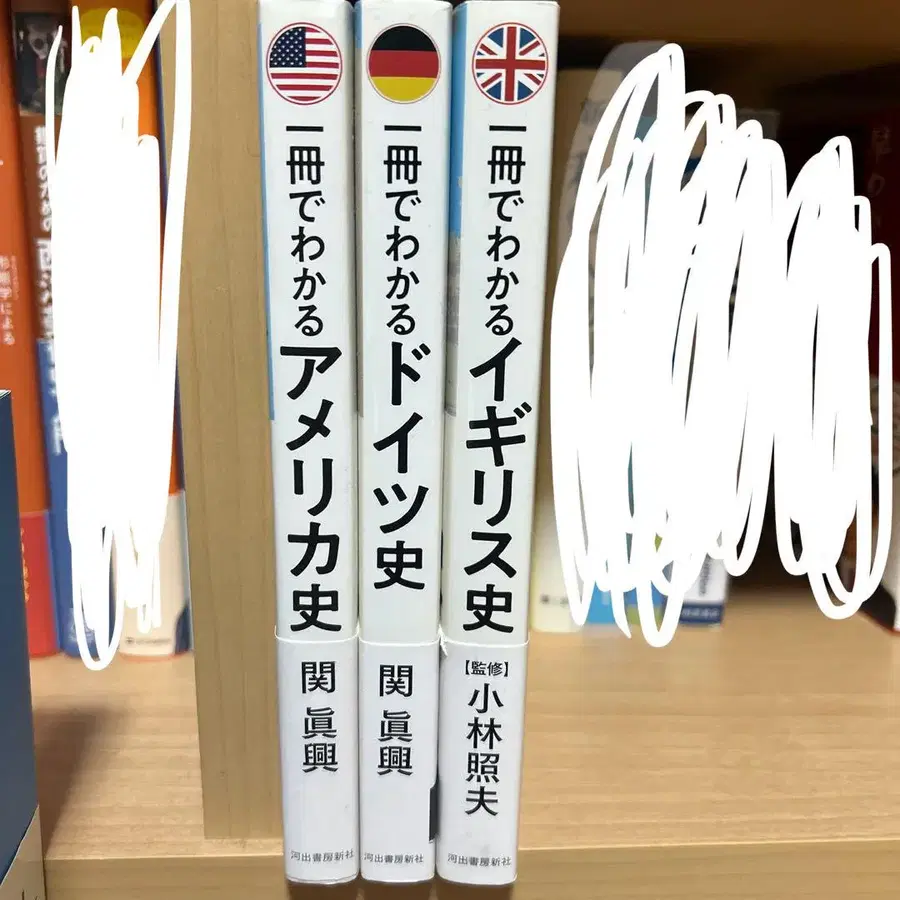 一冊でわかるアメリカ史
関 眞興
河出書房新社
一冊でわかるドイツ史
関 眞興
河出書房新社
一冊でわかるイギリス史
【監修】小林照夫
河出書房新社